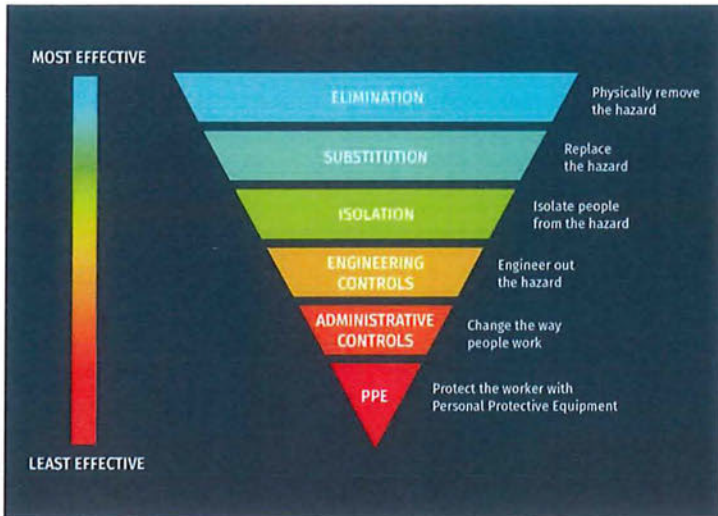 MOST EFFECTIVE
ELIMINATION
Physically remove
the hazard
SUBSTITUTION
Replace
the hazard
ISOLATION
Isolate people
from the hazard
ENGINEERING
CONTROLS
Engineer out
the hazard
ADMINISTRATIVE
CONTROLS
Change the way
people work
PPE
Protect the worker with
Personal Protective Equipment
LEAST EFFECTIVE